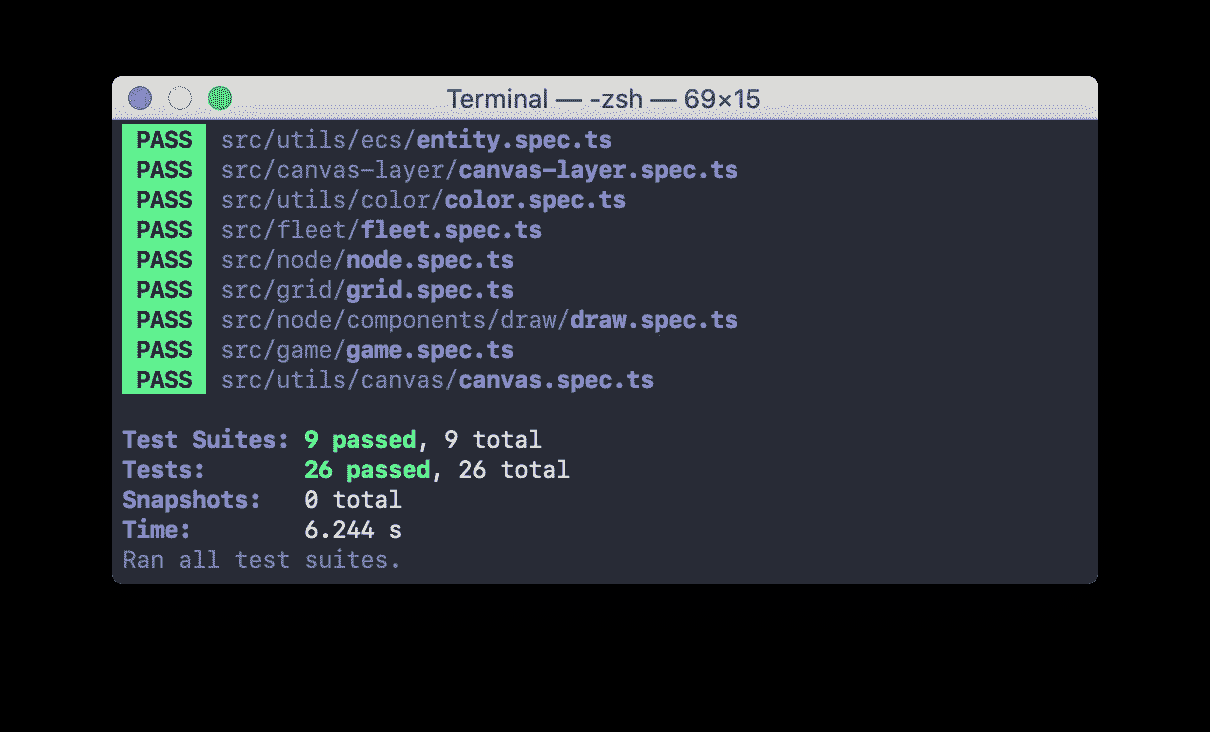 Terminal — -zsh — 69×15
PASS src/utils/ecs/entity.spec.ts
PASS src/canvas-layer/canvas-layer.spec.ts
PASS src/utils/color/color.spec.ts
PASS src/fleet/fleet.spec.ts
PASS src/node/node.spec.ts
PASS src/grid/grid.spec.ts
PASS src/node/components/draw/draw.spec.ts
PASS src/game/game.spec.ts
PASS src/utils/canvas/canvas.spec.ts
Test Suites: 9 passed, 9 total
Tests: 26 passed, 26 total
Snapshots: 0 total
Time: 6.244 s
Ran all test suites.